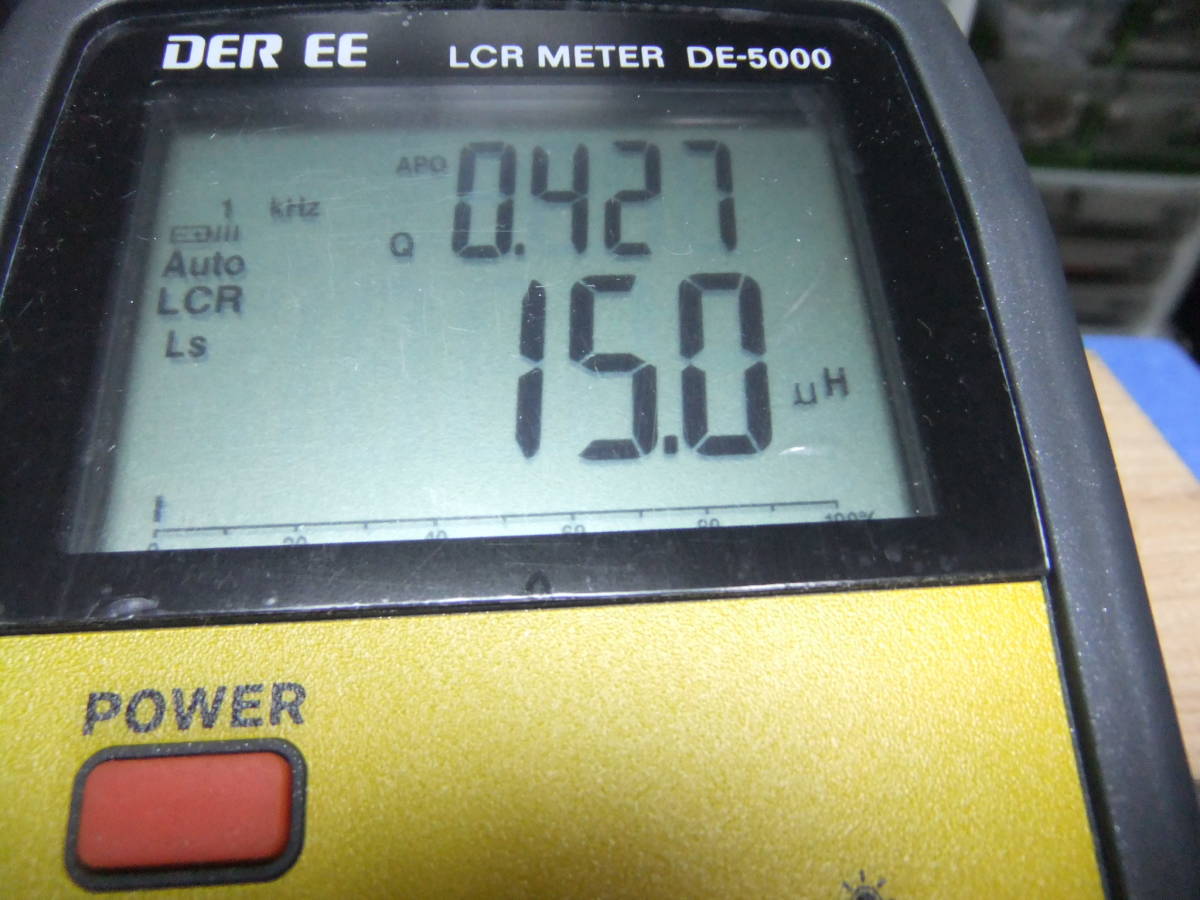 DER EE LCR METER DE-5000
APO 0.427
1 kHz
Q
Auto
LCR
Ls
15.0 µH
0 20 40 60 80 100%
POWER